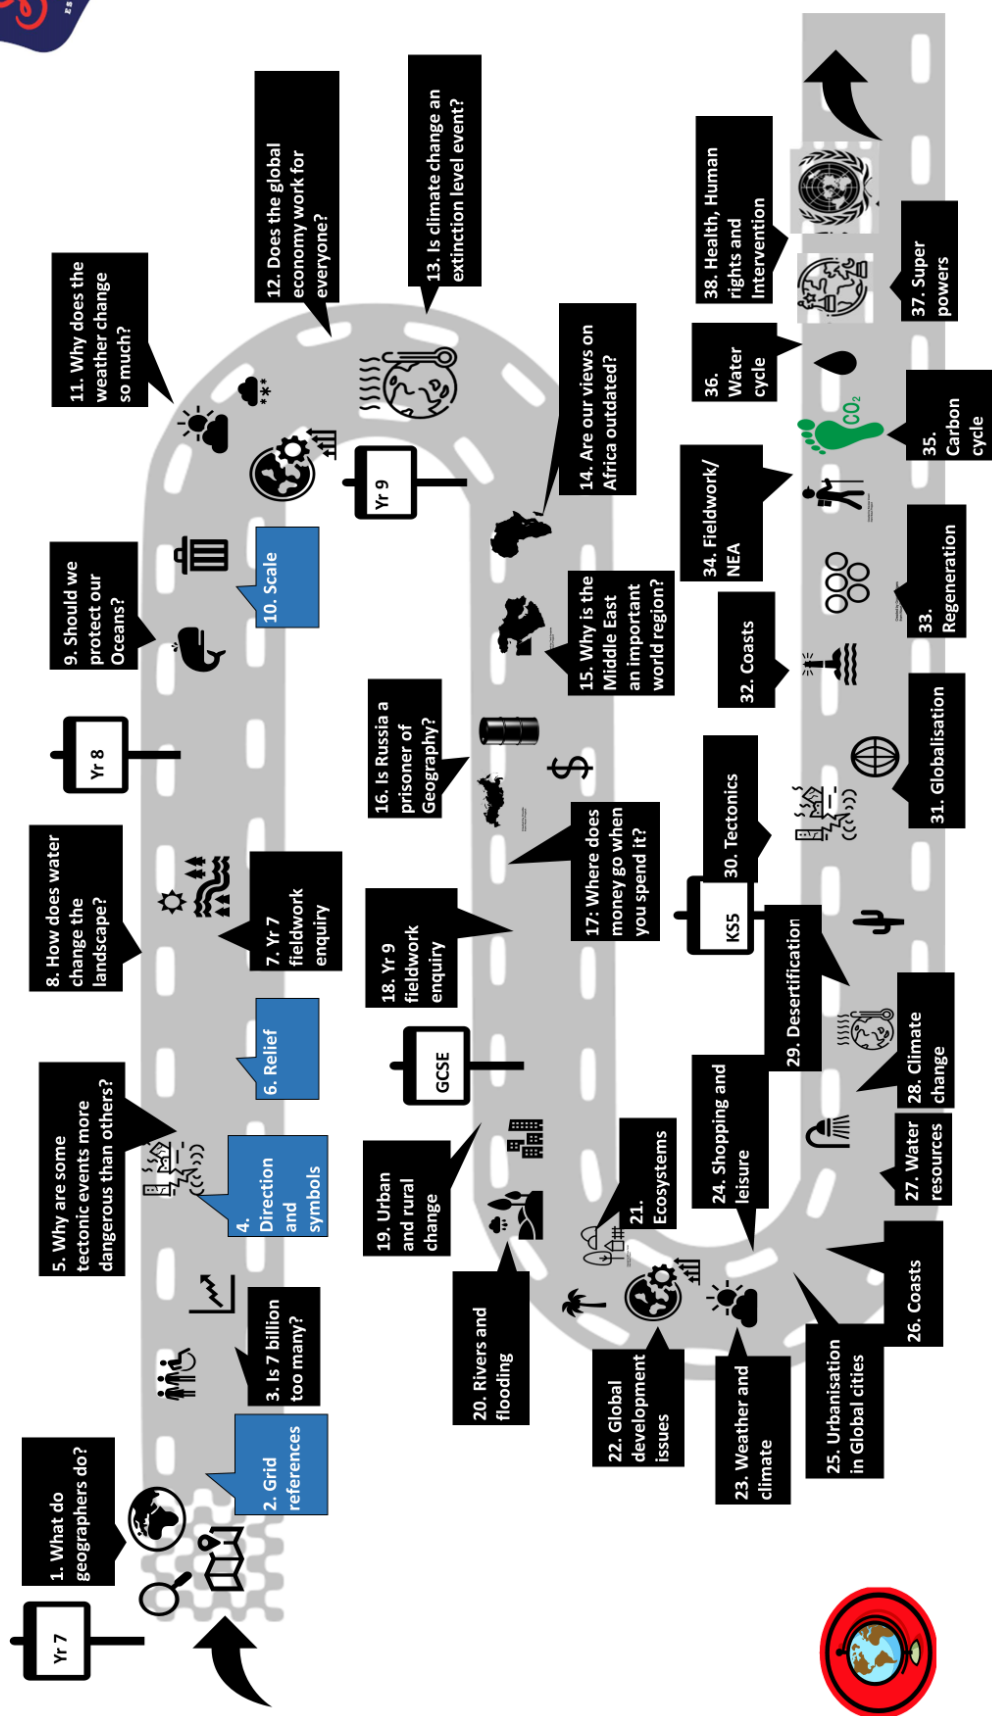 Yr 7
1. What do
geographers do?
2. Grid
references
3. Is 7 billion
too many?
4.
Direction
and
symbols
5. Why are some
tectonic events more
dangerous than others?
6. Relief
7. Yr 7
fieldwork
enquiry
8. How does water
change the
landscape?
Yr 8
9. Should we
protect our
Oceans?
10. Scale
11. Why does the
weather change
so much?
12. Does the global
economy work for
everyone?
13. Is climate change an
extinction level event?
Yr 9
14. Are our views on
Africa outdated?
15. Why is the
Middle East
an important
world region?
16. Is Russia a
prisoner of
Geography?
$
17: Where does
money go when
you spend it?
18. Yr 9
fieldwork
enquiry
GCSE
19. Urban
and rural
change
20. Rivers and
flooding
21.
Ecosystems
22. Global
development
issues
23. Weather and
climate
24. Shopping and
leisure
25. Urbanisation
in Global cities
26. Coasts
27. Water
resources
28. Climate
change
29. Desertification
KS5
30. Tectonics
31. Globalisation
32. Coasts
33.
Regeneration
34. Fieldwork/
NEA
35.
Carbon
cycle
CO₂
36.
Water
cycle
37. Super
powers
38. Health, Human
rights and
Intervention
ES